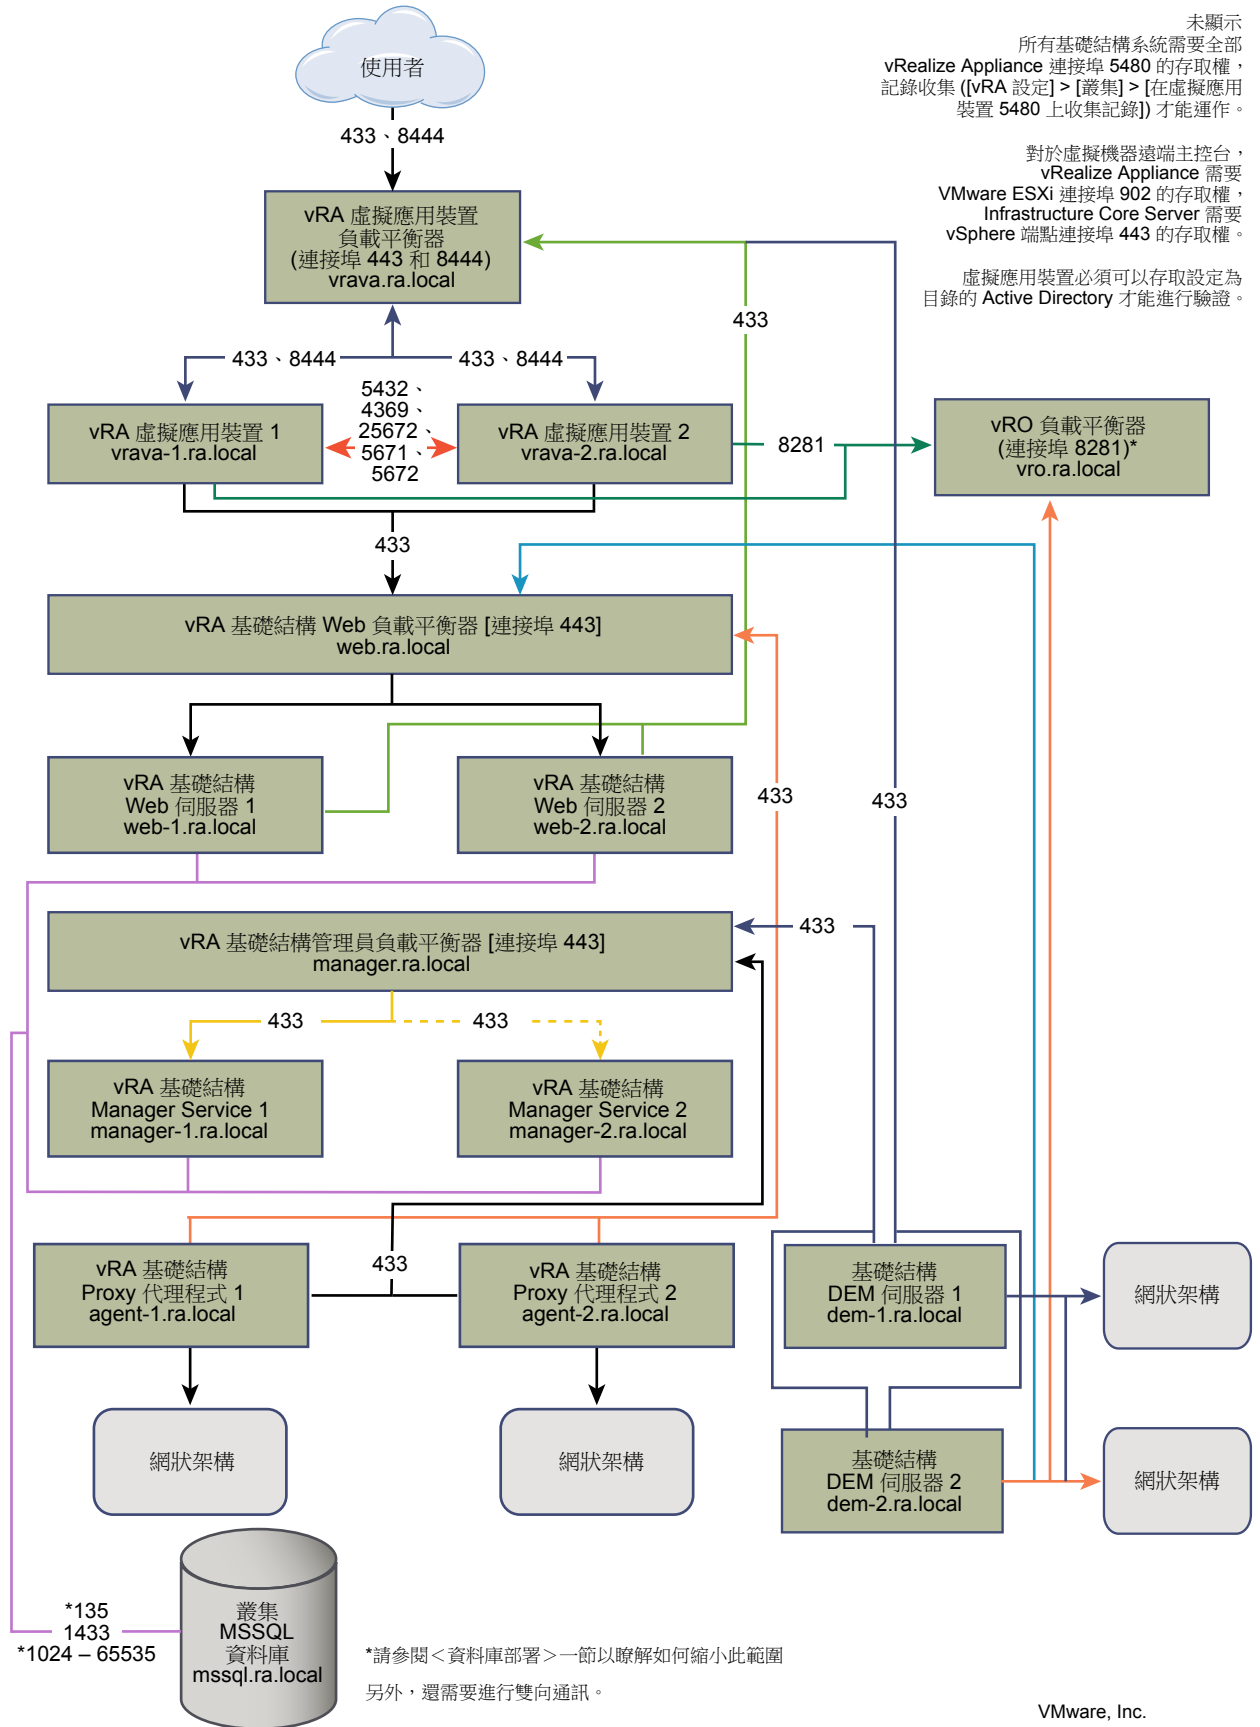 未顯示
所有基礎結構系統需要全部
vRealize Appliance 連接埠 5480 的存取權，
記錄收集 ([vRA 設定] > [叢集] > [在虛擬應用
裝置 5480 上收集記錄]) 才能運作。
對於虛擬機器遠端主控台，
vRealize Appliance 需要
VMware ESXi 連接埠 902 的存取權，
Infrastructure Core Server 需要
vSphere 端點連接埠 443 的存取權。
虛擬應用裝置必須可以存取設定為
目錄的 Active Directory 才能進行驗證。
使用者
433、8444
vRA 虛擬應用裝置
負載平衡器
(連接埠 443 和 8444)
vrava.ra.local
433
433、8444
433、8444
5432、
4369、
25672、
5671、
5672
vRA 虛擬應用裝置 1
vrava-1.ra.local
vRA 虛擬應用裝置 2
vrava-2.ra.local
8281
vRO 負載平衡器
(連接埠 8281)*
vro.ra.local
433
vRA 基礎結構 Web 負載平衡器 [連接埠 443]
web.ra.local
vRA 基礎結構
Web 伺服器 1
web-1.ra.local
vRA 基礎結構
Web 伺服器 2
web-2.ra.local
433
433
vRA 基礎結構管理員負載平衡器 [連接埠 443]
manager.ra.local
433
433
433
vRA 基礎結構
Manager Service 1
manager-1.ra.local
vRA 基礎結構
Manager Service 2
manager-2.ra.local
vRA 基礎結構
Proxy 代理程式 1
agent-1.ra.local
433
vRA 基礎結構
Proxy 代理程式 2
agent-2.ra.local
基礎結構
DEM 伺服器 1
dem-1.ra.local
網狀架構
網狀架構
網狀架構
基礎結構
DEM 伺服器 2
dem-2.ra.local
網狀架構
*135
1433
*1024 – 65535
叢集
MSSQL
資料庫
mssql.ra.local
*請參閱＜資料庫部署＞一節以瞭解如何縮小此範圍
另外，還需要進行雙向通訊。
VMware, Inc.